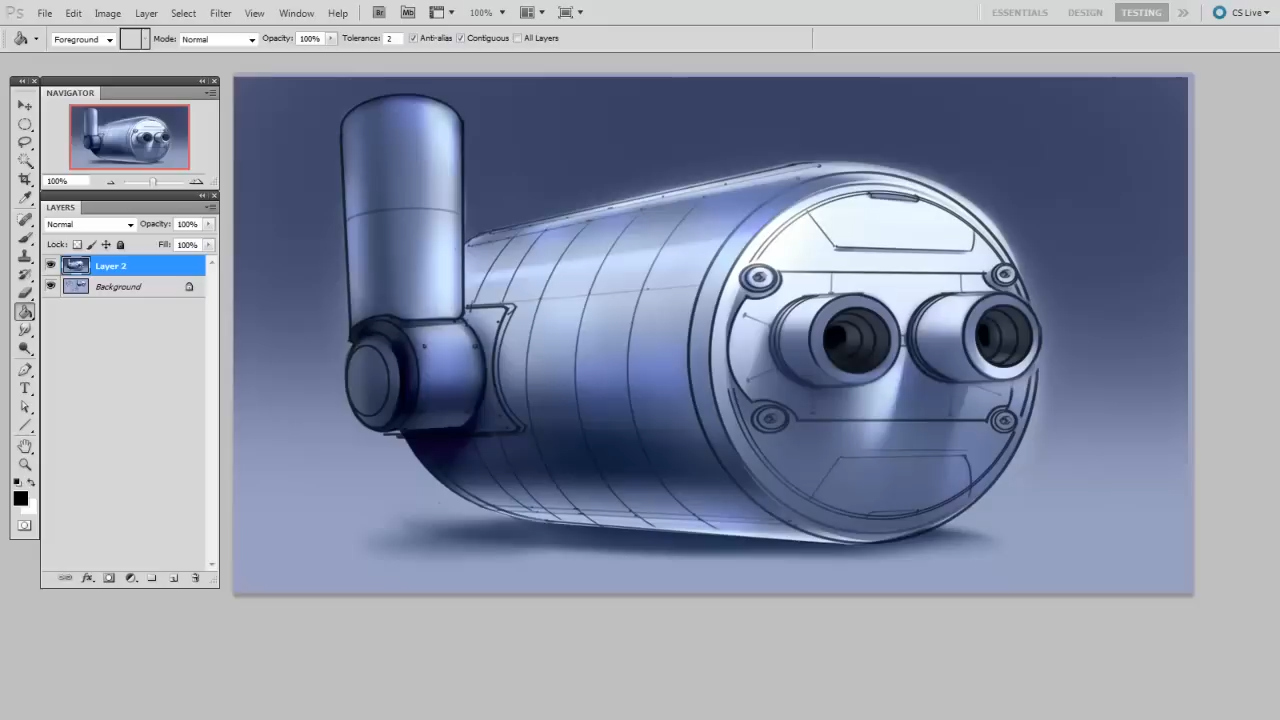 Ps File Edit Image Layer Select Filter View Window Help Br Mb 100% ESSENTIALS DESIGN TESTING CS Live
Foreground Mode: Normal Opacity: 100% Tolerance: 2 Anti-alias Contiguous All Layers
NAVIGATOR
100%
LAYERS
Normal Opacity: 100%
Lock: Fill: 100%
Layer 2
Background